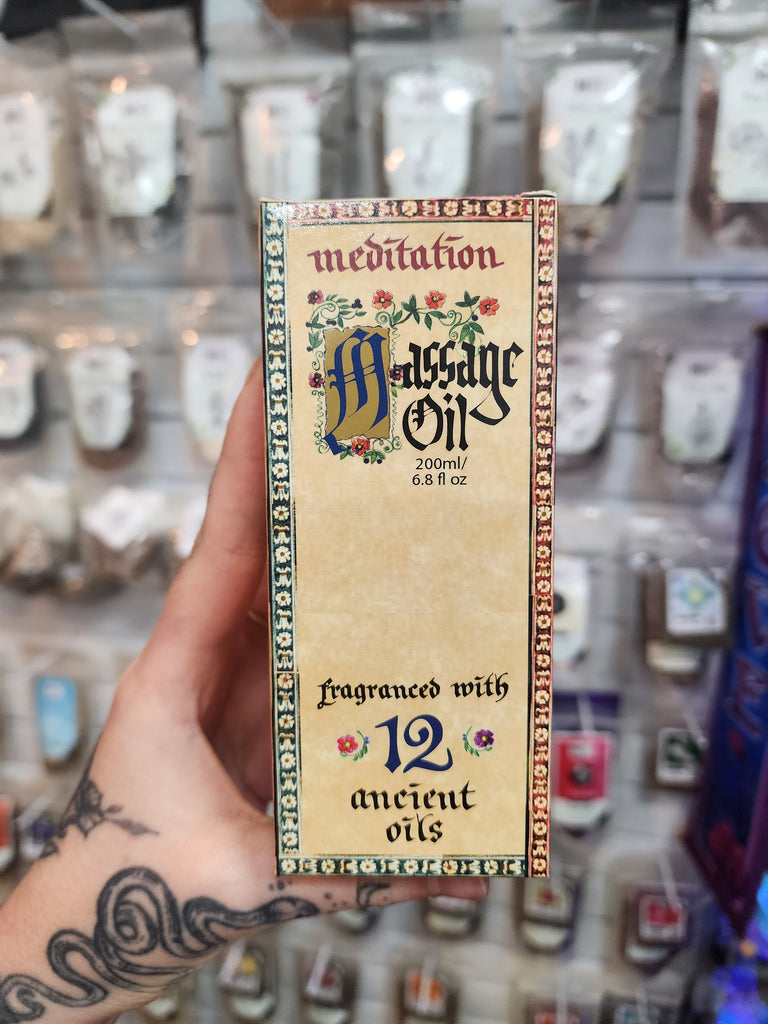 meditation
Massage
Oil
200ml/
6.8 fl oz
fragranced with
12
ancient
oils